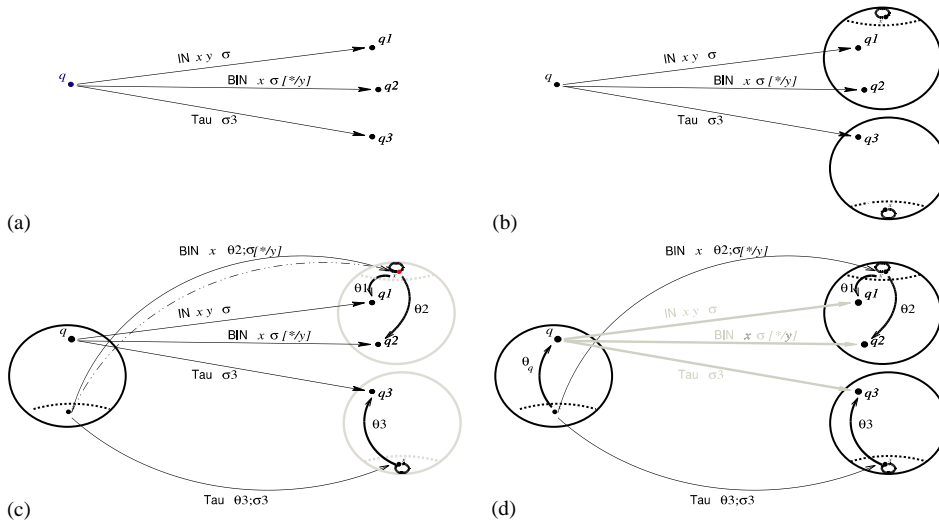 q
IN x y σ
q1
BIN x σ [*/y]
q2
Tau σ3
q3
(a)
q
IN x y σ
q1
BIN x σ [*/y]
q2
Tau σ3
q3
(b)
BIN x θ2;σ[*/y]
θ1
q1
θ2
IN x y σ
q
BIN x σ [*/y]
q2
Tau σ3
q3
θ3
Tau θ3;σ3
(c)
BIN x θ2;σ[*/y]
θ1
q1
θ2
IN x y σ
q
BIN x σ [*/y]
q2
θq
Tau σ3
q3
θ3
Tau θ3;σ3
(d)